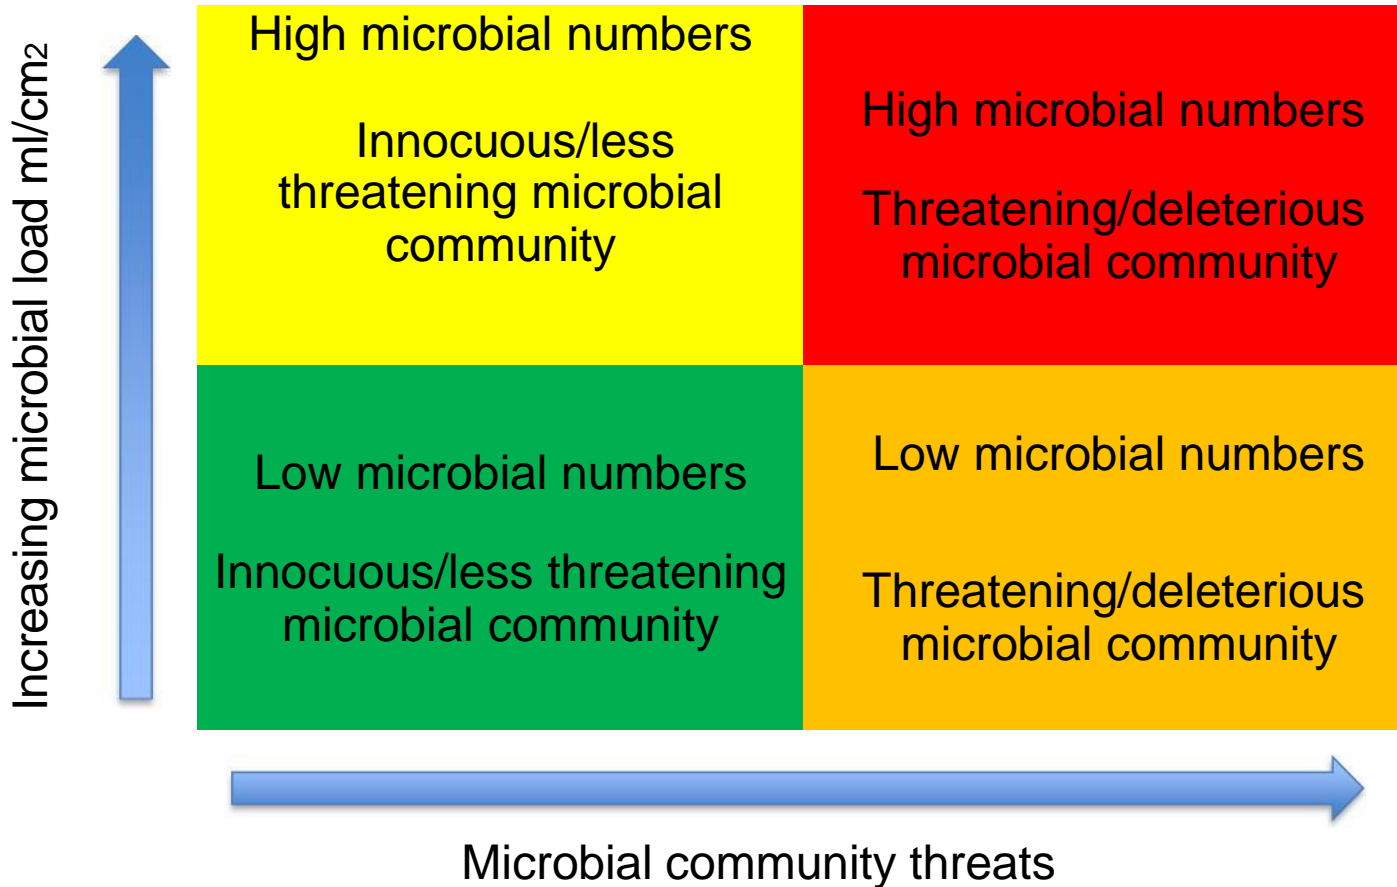 Increasing microbial load ml/cm2
High microbial numbers
Innocuous/less
threatening microbial
community
High microbial numbers
Threatening/deleterious
microbial community
Low microbial numbers
Innocuous/less threatening
microbial community
Low microbial numbers
Threatening/deleterious
microbial community
Microbial community threats